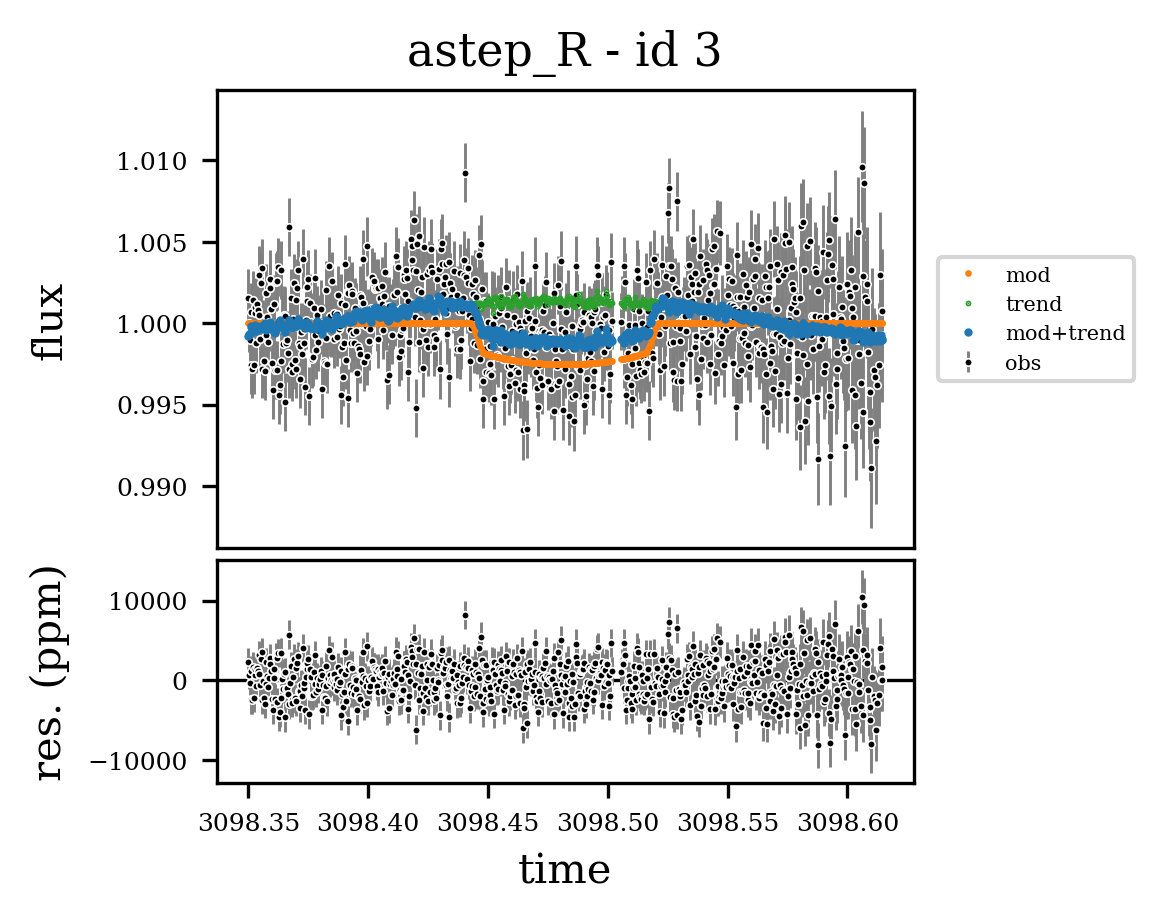 astep_R - id 3
flux
1.010
1.005
1.000
0.995
0.990
mod
trend
mod+trend
obs
res. (ppm)
10000
0
−10000
3098.35 3098.40 3098.45 3098.50 3098.55 3098.60
time